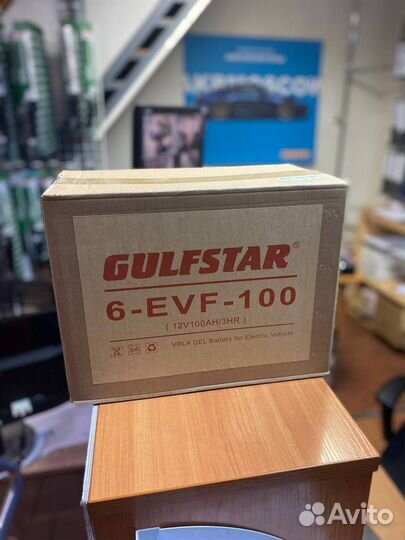 GULFSTAR®
6-EVF-100
( 12V100AH/3HR )
VRLA GEL Battery for Electric Vehicle
Avito